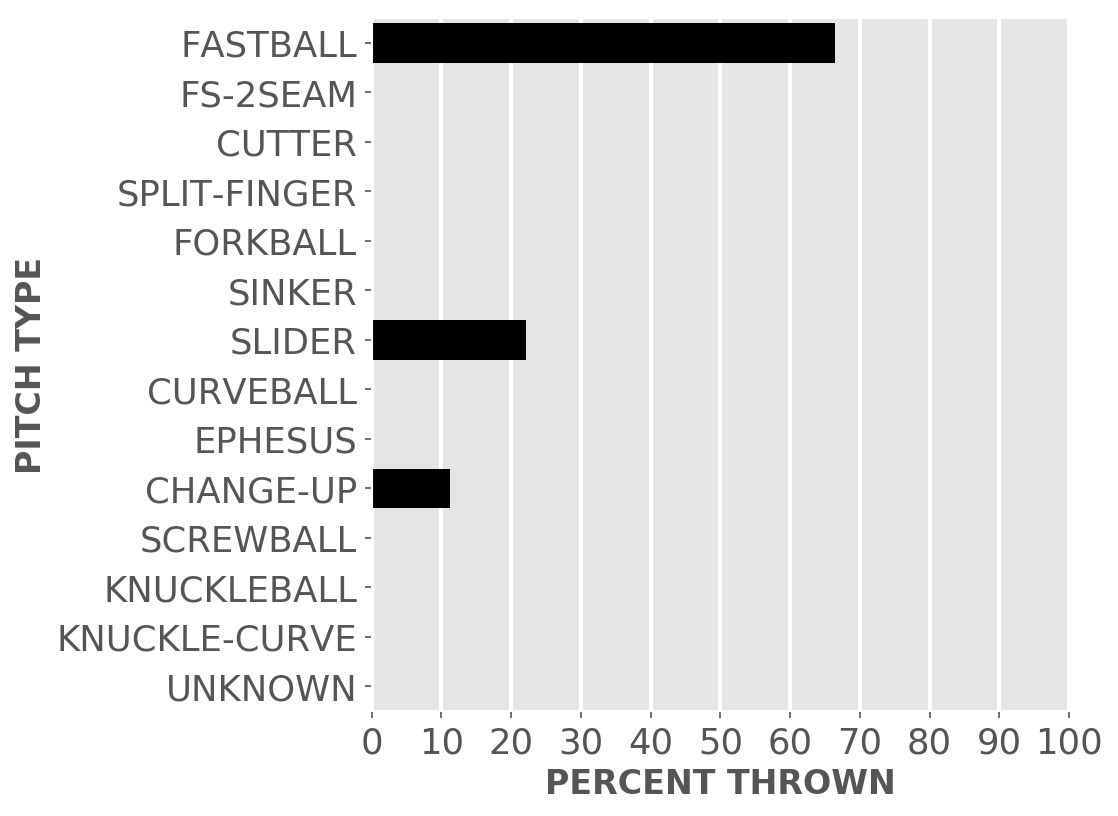 PITCH TYPE
FASTBALL
FS-2SEAM
CUTTER
SPLIT-FINGER
FORKBALL
SINKER
SLIDER
CURVEBALL
EPHESUS
CHANGE-UP
SCREWBALL
KNUCKLEBALL
KNUCKLE-CURVE
UNKNOWN
0 10 20 30 40 50 60 70 80 90 100
PERCENT THROWN